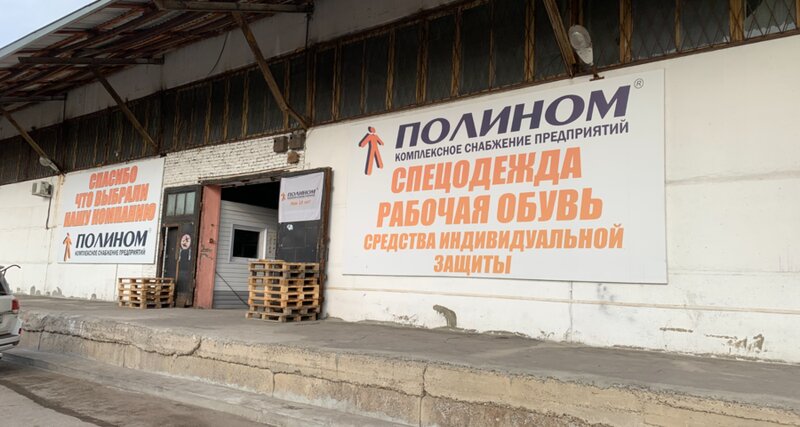 СПАСИБО
ЧТО ВЫБРАЛИ
НАШУ КОМПАНИЮ
ПОЛИНОМ
КОМПЛЕКСНОЕ СНАБЖЕНИЕ ПРЕДПРИЯТИЙ
ПОЛИНОМ
ПОЛИНОМ®
КОМПЛЕКСНОЕ СНАБЖЕНИЕ ПРЕДПРИЯТИЙ
СПЕЦОДЕЖДА
РАБОЧАЯ ОБУВЬ
СРЕДСТВА ИНДИВИДУАЛЬНОЙ
ЗАЩИТЫ